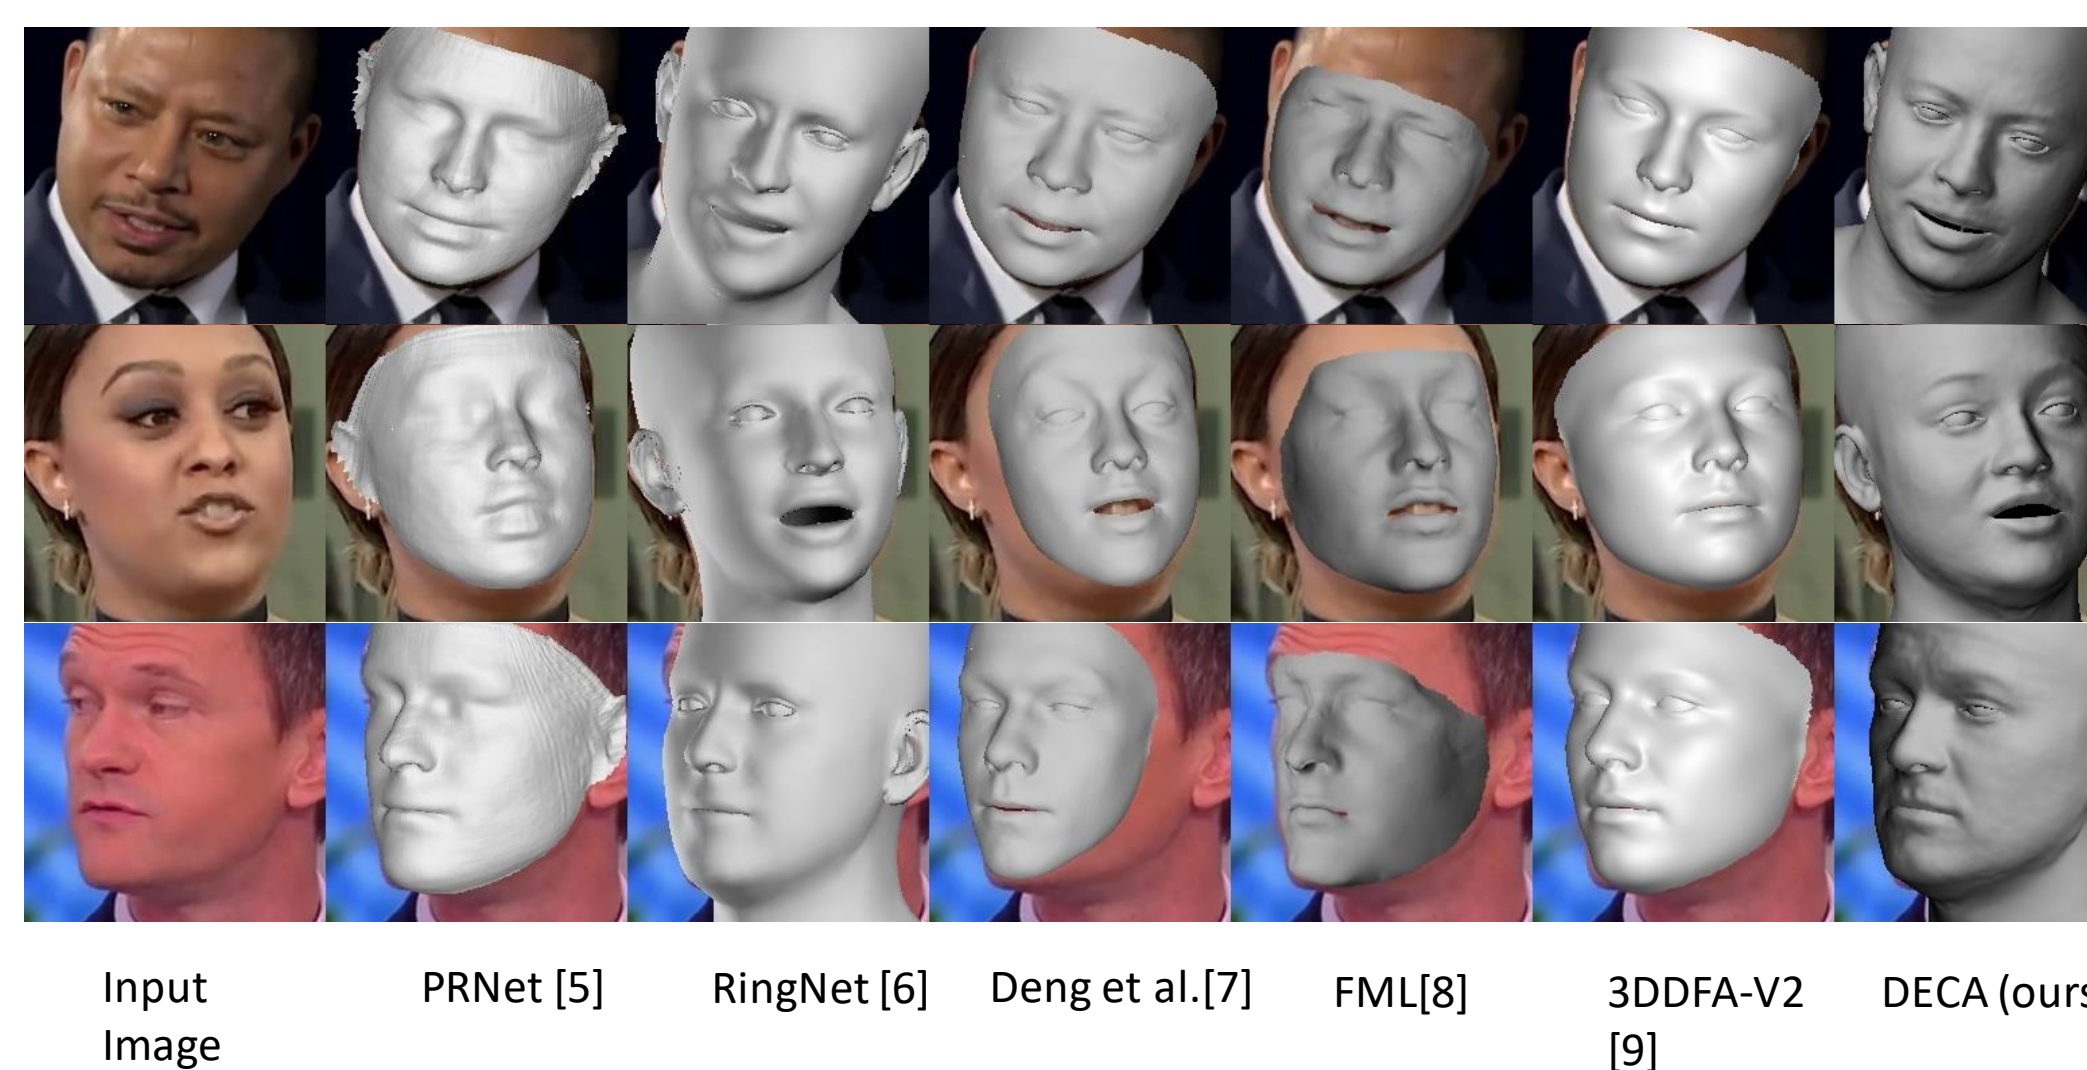 Input
Image
PRNet [5]
RingNet [6]
Deng et al.[7]
FML[8]
3DDFA-V2
[9]
DECA (ours